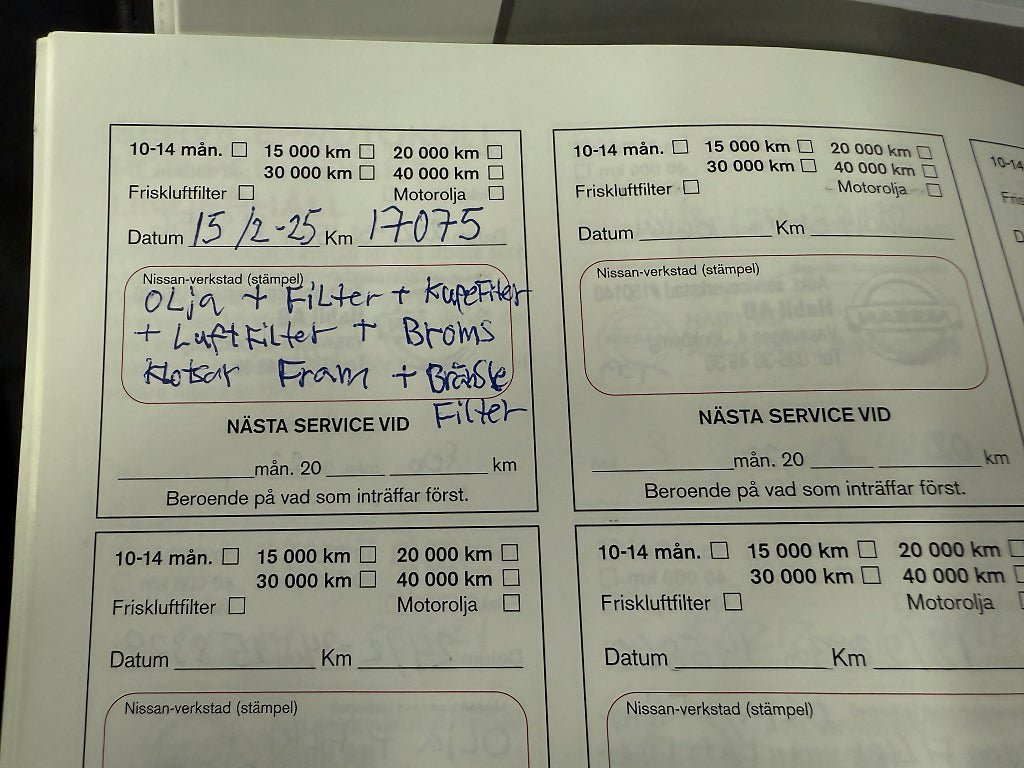 10-14 mån. ☐ 15 000 km ☐ 20 000 km ☐
30 000 km ☐ 40 000 km ☐
Friskluftfilter ☐ Motorolja ☐
Datum 15/2-25 Km 17075
Nissan-verkstad (stämpel)
Olja + Filter + KupeFilter
+ LuftFilter + Broms
Klotsar Fram + Bränsle
Filter
NÄSTA SERVICE VID
mån. 20 km
Beroende på vad som inträffar först.
10-14 mån. ☐ 15 000 km ☐ 20 000 km ☐
30 000 km ☐ 40 000 km ☐
Friskluftfilter ☐ Motorolja ☐
Datum Km
Nissan-verkstad (stämpel)
NÄSTA SERVICE VID
mån. 20 km
Beroende på vad som inträffar först.
10-14
10-14 mån. ☐ 15 000 km ☐ 20 000 km ☐
30 000 km ☐ 40 000 km ☐
Friskluftfilter ☐ Motorolja ☐
Datum Km
Nissan-verkstad (stämpel)
10-14 mån. ☐ 15 000 km ☐ 20 000 km ☐
30 000 km ☐ 40 000 km ☐
Friskluftfilter ☐ Motorolja
Datum Km
Nissan-verkstad (stämpel)